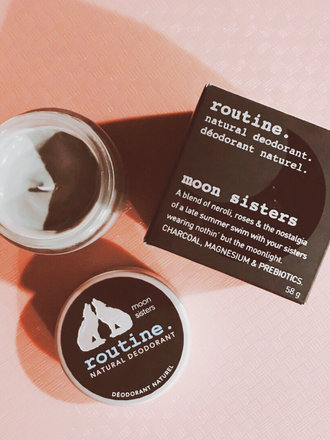 routine.
natural deodorant.
déodorant naturel.
moon sisters
A blend of neroli, roses & the nostalgia
of a late summer swim with your sisters
wearing nothin' but the moonlight.
CHARCOAL, MAGNESIUM & PREBIOTICS.
58 g
moon
sisters
routine.
NATURAL DEODORANT
DÉODORANT NATUREL